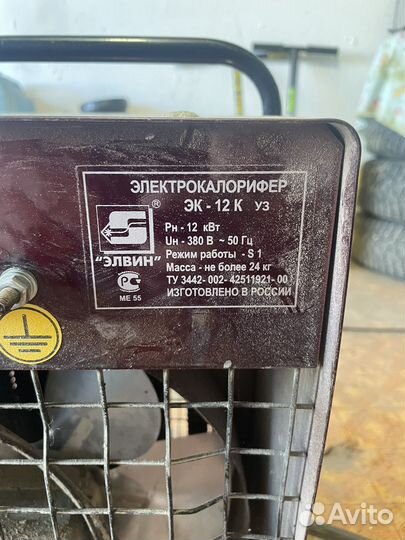 ЭЛЕКТРОКАЛОРИФЕР
ЭК - 12 К У3
®
"ЭЛВИН"
Рн - 12 кВт
Uн - 380 В ~ 50 Гц
Режим работы - S 1
Масса - не более 24 кг
ТУ 3442- 002- 42511921- 00
ИЗГОТОВЛЕНО В РОССИИ
РС
МЕ 55
Avito